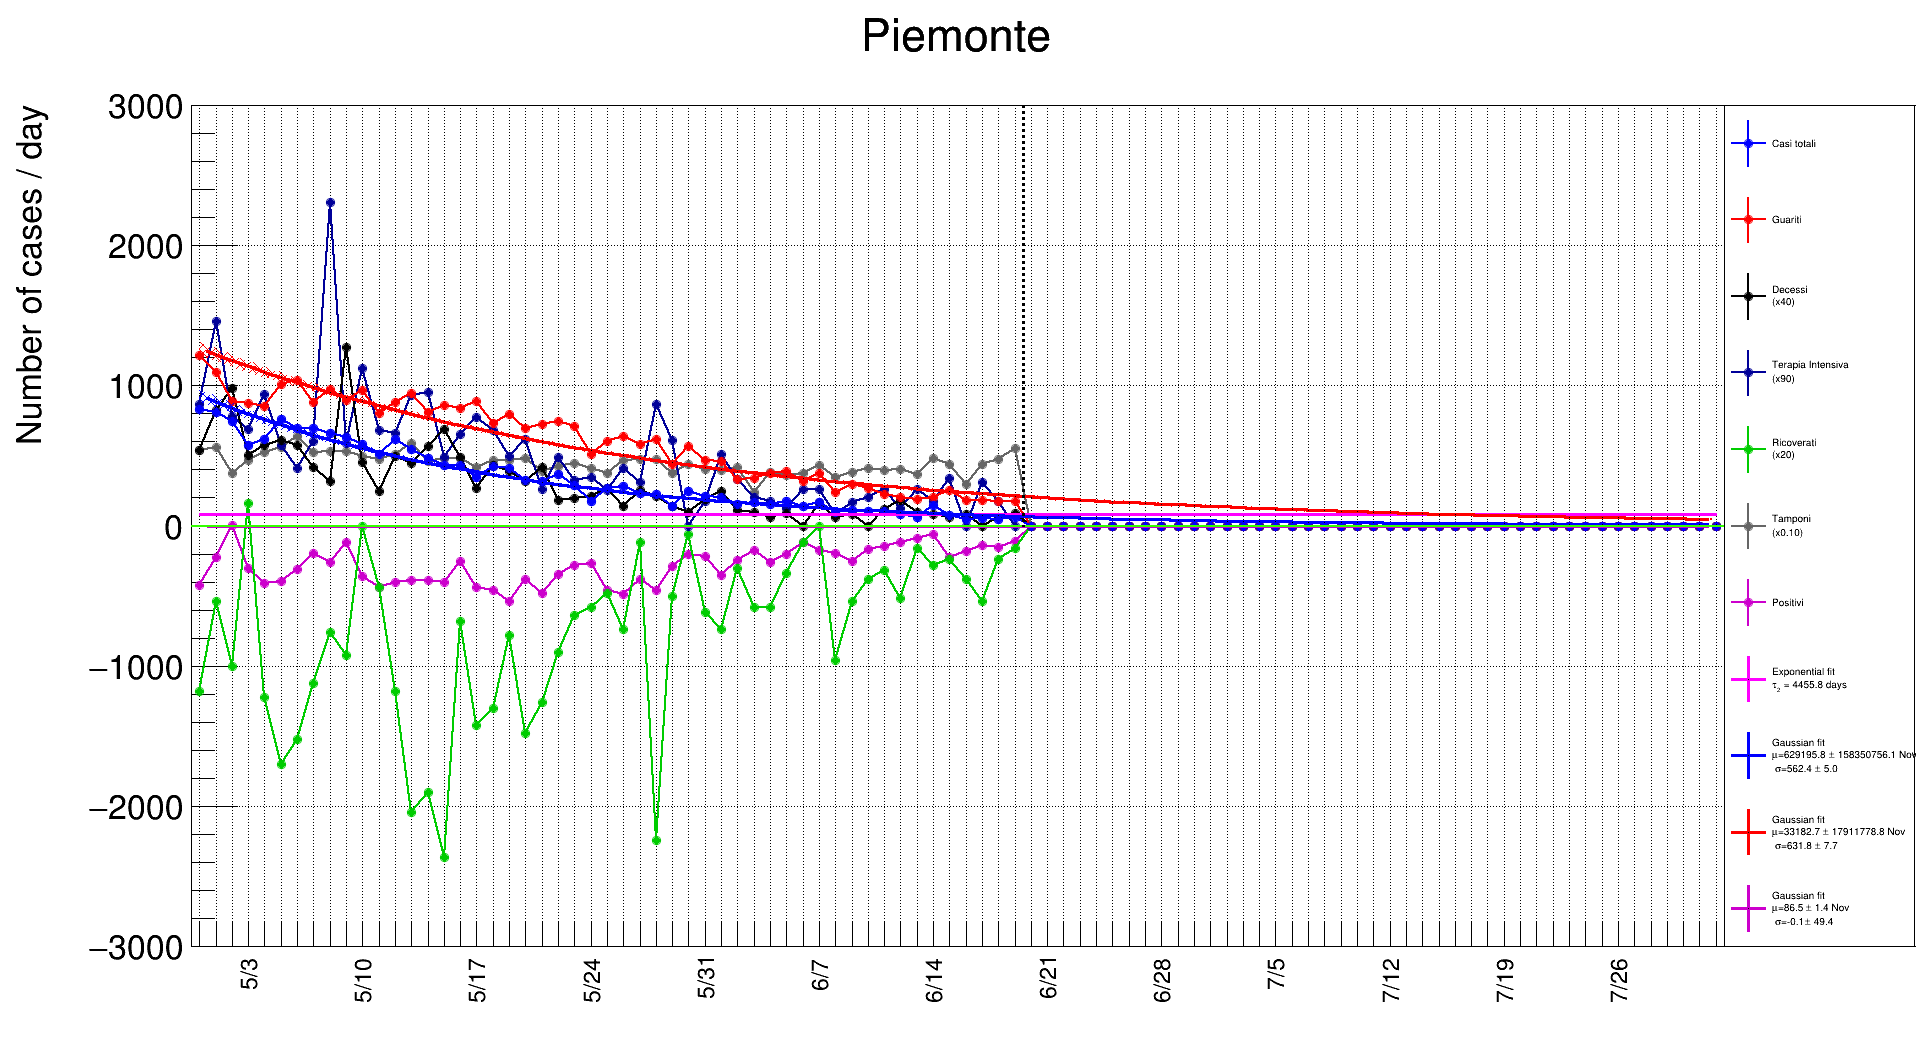 Piemonte
Number of cases / day
3000
2000
1000
0
−1000
−2000
−3000
5/3
5/10
5/17
5/24
5/31
6/7
6/14
6/21
6/28
7/5
7/12
7/19
7/26
Casi totali
Guariti
Decessi
(x40)
Terapia Intensiva
(x90)
Ricoverati
(x20)
Tamponi
(x0.10)
Positivi
Exponential fit
τ₂ = 4455.8 days
Gaussian fit
μ=629195.8 ± 158350756.1 Nov
σ=562.4 ± 5.0
Gaussian fit
μ=33182.7 ± 17911778.8 Nov
σ=631.8 ± 7.7
Gaussian fit
μ=86.5 ± 1.4 Nov
σ=-0.1± 49.4